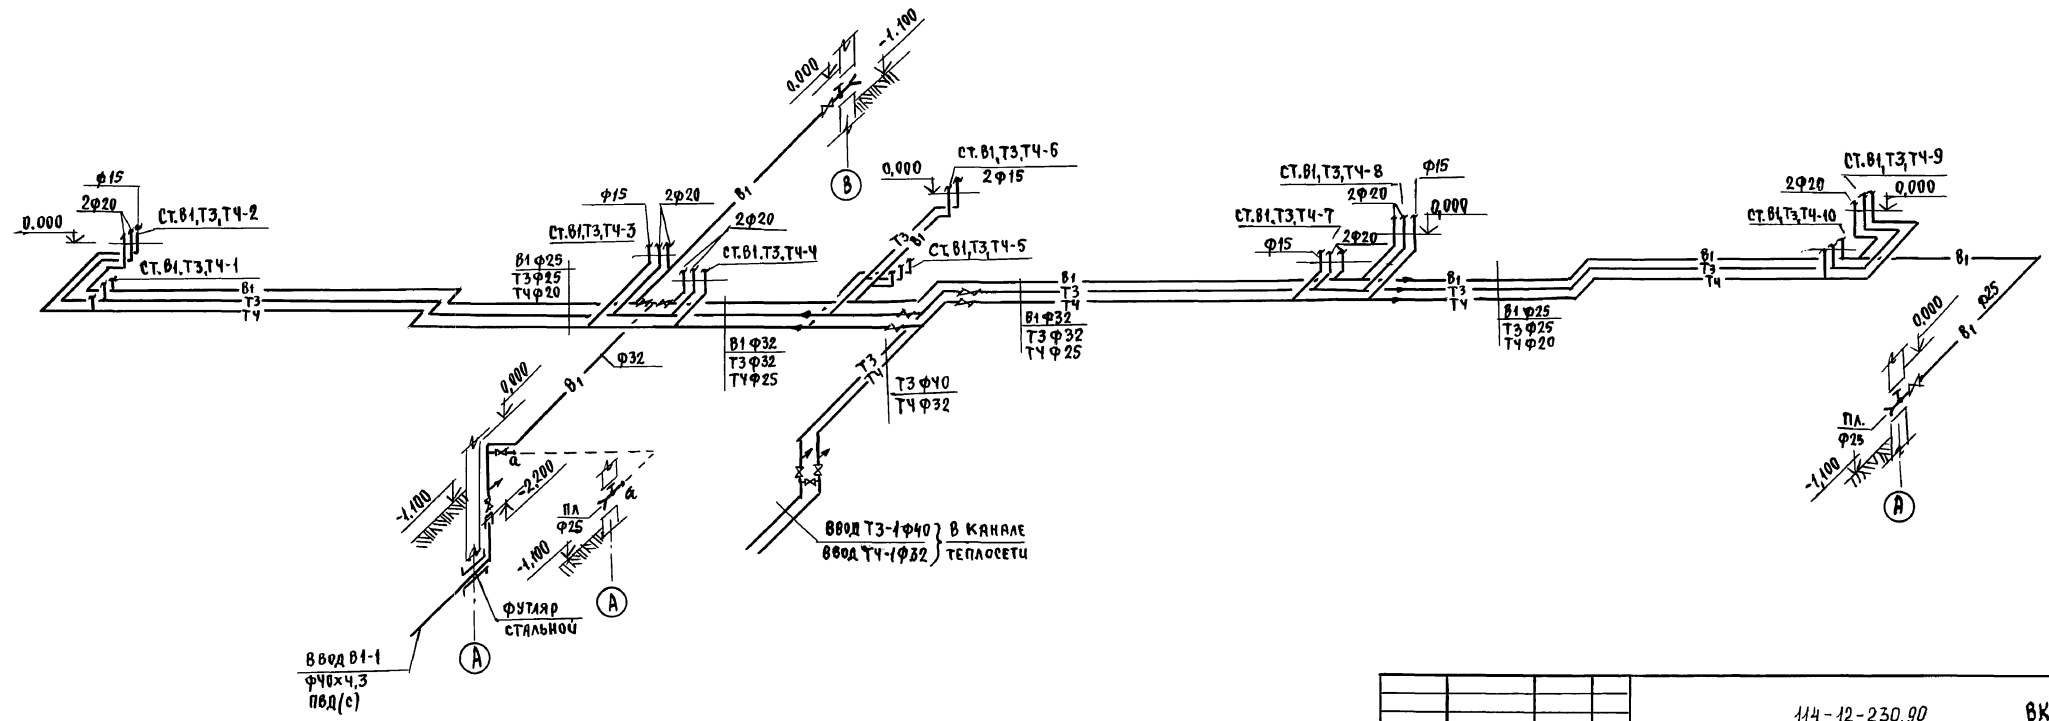 -1.100
0.000
В
В1
ф15
2ф20
0.000
СТ.В1,Т3,Т4-2
СТ.В1,Т3,Т4-1
В1
Т3
Т4
ф15
2ф20
2ф20
СТ.В1,Т3,Т4-3
СТ.В1,Т3,Т4-4
В1 ф25
Т3 ф25
Т4 ф20
0,000
СТ.В1,Т3,Т4-6
2ф15
Т3
В1
СТ.В1,Т3,Т4-5
В1
Т3
Т4
СТ.В1,Т3,Т4-8
2ф20
ф15
0,000
СТ.В1,Т3,Т4-7
ф15
2ф20
В1
Т3
Т4
СТ.В1,Т3,Т4-9
2ф20
0,000
СТ.В1,Т3,Т4-10
В1
Т3
Т4
В1
ф25
В1
0,000
ф32
В1
В1 ф32
Т3 ф32
Т4 ф25
В1 ф32
Т3 ф32
Т4 ф25
В1 ф25
Т3 ф25
Т4 ф20
Т3
Т4
Т3 ф40
Т4 ф32
0,000
а
-2,200
-1,100
а
ПЛ
ф25
-1,100
А
ПЛ.
ф25
-1,100
А
ВВОД Т3-1ф40
ВВОД Т4-1ф32
В КАНАЛЕ
ТЕПЛОСЕТИ
ФУТЛЯР
СТАЛЬНОЙ
А
ВВОД В1-1
ф40х4,3
ПВД(С)
114-12-230.90
ВК